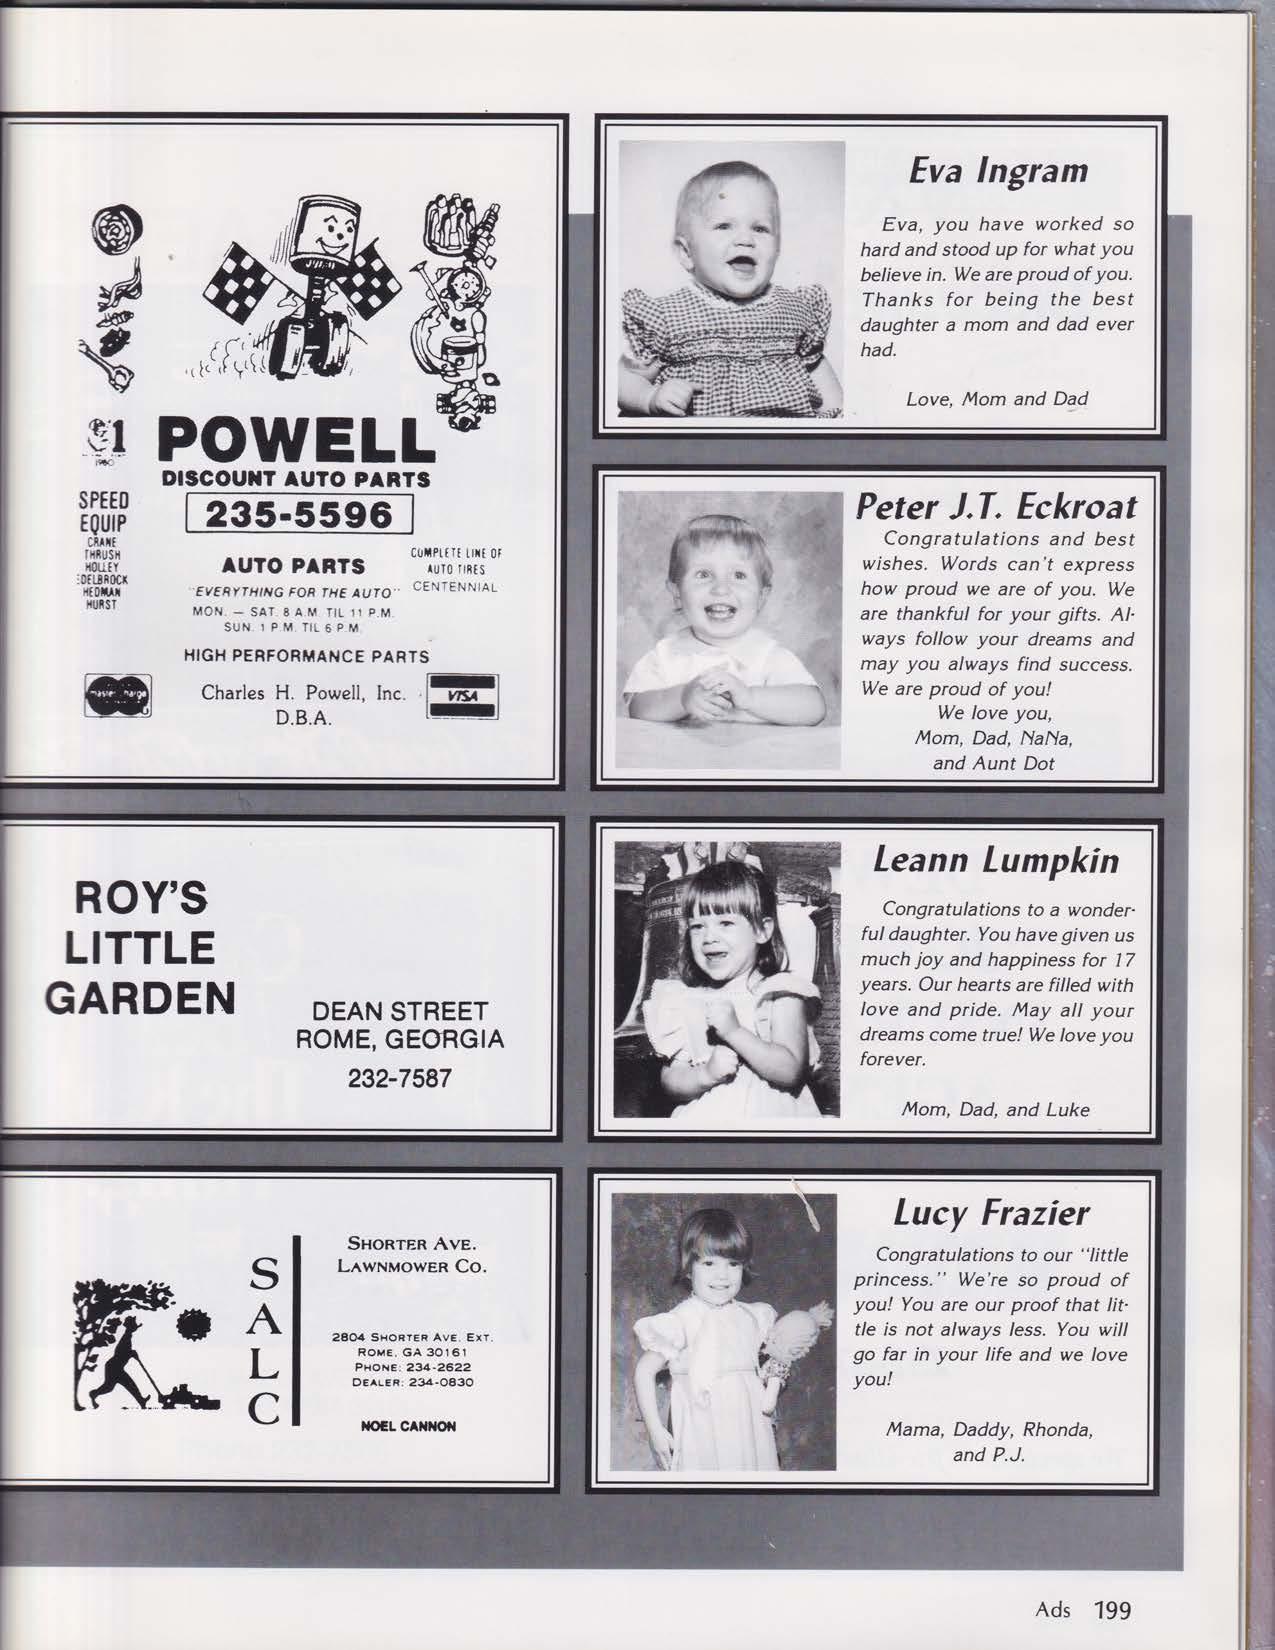 #1
1980
SPEED
EQUIP
CRANE
THRUSH
HOLLEY
EDELBROCK
HEDMAN
HURST
POWELL
DISCOUNT AUTO PARTS
235-5596
AUTO PARTS
"EVERYTHING FOR THE AUTO"
MON. — SAT. 8 A.M. TIL 11 P.M.
SUN. 1 P.M. TIL 6 P.M.
COMPLETE LINE OF
AUTO TIRES
CENTENNIAL
HIGH PERFORMANCE PARTS
master charge
Charles H. Powell, Inc.
D.B.A.
VISA
ROY'S
LITTLE
GARDEN
DEAN STREET
ROME, GEORGIA
232-7587
S
A
L
C
SHORTER AVE.
LAWNMOWER CO.
2804 SHORTER AVE. EXT.
ROME, GA 30161
PHONE: 234-2622
DEALER: 234-0830
NOEL CANNON
Eva Ingram
Eva, you have worked so
hard and stood up for what you
believe in. We are proud of you.
Thanks for being the best
daughter a mom and dad ever
had.
Love, Mom and Dad
Peter J.T. Eckroat
Congratulations and best
wishes. Words can't express
how proud we are of you. We
are thankful for your gifts. Al-
ways follow your dreams and
may you always find success.
We are proud of you!
We love you,
Mom, Dad, NaNa,
and Aunt Dot
Leann Lumpkin
Congratulations to a wonder-
ful daughter. You have given us
much joy and happiness for 17
years. Our hearts are filled with
love and pride. May all your
dreams come true! We love you
forever.
Mom, Dad, and Luke
Lucy Frazier
Congratulations to our "little
princess." We're so proud of
you! You are our proof that lit-
tle is not always less. You will
go far in your life and we love
you!
Mama, Daddy, Rhonda,
and P.J.
Ads 199